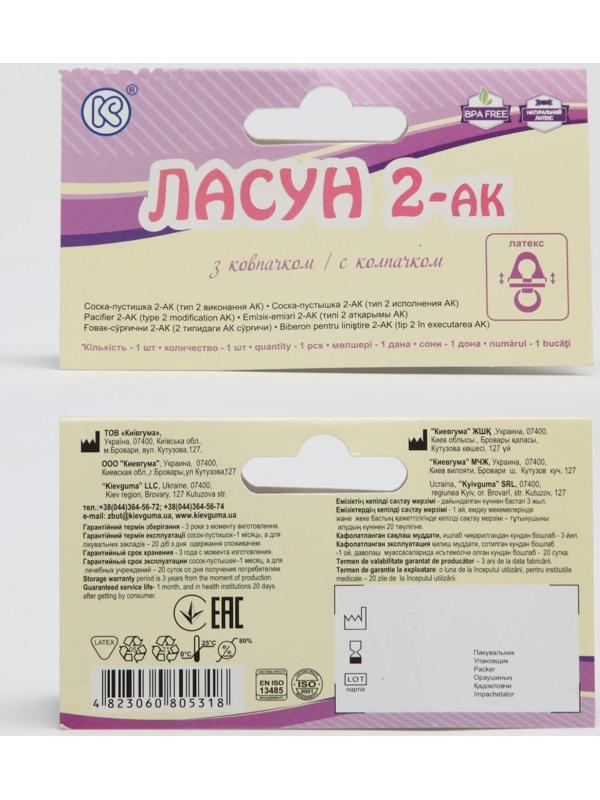 K ®
BPA FREE
НАТУРАЛЬНИЙ
ЛАТЕКС
ЛАСУН 2-АК
з ковпачком / с колпачком
латекс
Соска-пустишка 2-АК (тип 2 виконання АК) • Соска-пустышка 2-АК (тип 2 исполнения АК)
Pacifier 2-AK (type 2 modification AK) • Емізік-емізі 2-АК (типі 2 атқарымы АК)
Ғовак-сўрғични 2-АК (2 типидаги АК сўрғичи) • Biberon pentru liniştire 2-AK (tip 2 în executarea AK)
Кількість - 1 шт • количество - 1 шт • quantity - 1 pcs • мөлшері - 1 дана • сони - 1 дона • numărul - 1 bucăţi
ТОВ «Київгума»,
Україна, 07400, Київська обл.,
м.Бровари, вул. Кутузова,127,
ООО "Киевгума", Украина, 07400,
Киевская обл.,г.Бровары,ул Кутузова,127
"Kievguma" LLC, Ukraine, 07400,
Kiev region, Brovary, 127 Kutuzova str.
тел.:+38(044)364-56-72; +38(044)364-56-74
e-mail: zbut@kievguma.ua, www.kievguma.ua
Гарантійний термін зберігання - 3 роки з моменту виготовлення.
Гарантійний термін експлуатації сосок-пустишок-1 місяць, а для
лікувальних закладів - 20 діб з дня отримання споживачем.
Гарантийный срок хранения - 3 года с момента изготовления.
Гарантийный срок эксплуатации сосок-пустышек-1 месяц, а для
лечебных учреждений – 20 суток со дня получения потребителем.
Storage warranty period is 3 years from the moment of production.
Guaranteed service life- 1 month, and in health institutions 20 days
after getting by consumer.
"Киевгума" ЖШҚ, Украина, 07400,
Киев облысы., Бровары қаласы,
Кутузова көшесі, 127 үй
«Киевгума» МЧЖ, Украина, 07400,
Киев вилояти, Бровари ш, Кутузов куч, 127
Ucraina, "Kyivguma" SRL, 07400,
regiunea Kyiv, or. Brovari, str. Kutuzov, 127
Емізіктің кепілді сақтау мерзімі - дайындалған күннен бастап 3 жыл.
Емізіктердің кепілді сақтау мерзімі - 1 ай, емдеу мекемелерінде
және жеке бастың қажеттілігінде кепілді сақтау мерзімі – тұтынушы
алудың күнінен бастап 20 тәулік.
Кафолатланган сақлаш муддати, ишлаб чиқарилган кундан бошлаб - 3 йил.
Кафолатланган эксплуатация қилиш муддати, сотилган кундан бошлаб
-1 ой, даволаш муассасаларида истеъмолчи олган кундан бошлаб - 20 сутка.
Termen de valabilitate garantat de producător – 3 ani de la data fabricării.
Termen de garantie la exploatare: o luna de la începutul utilizării, pentru instituţiile
medicale – 20 zile de la începutul utilizării.
EAC
LATEX
05
21
0°C
25°C
%
80%
4 823060 805318
EN ISO
13485
ISO
9001
LOT
партія
Пакувальник
Упаковщик
Packer
Ораушиның
Қадоқловчи
Impachetator